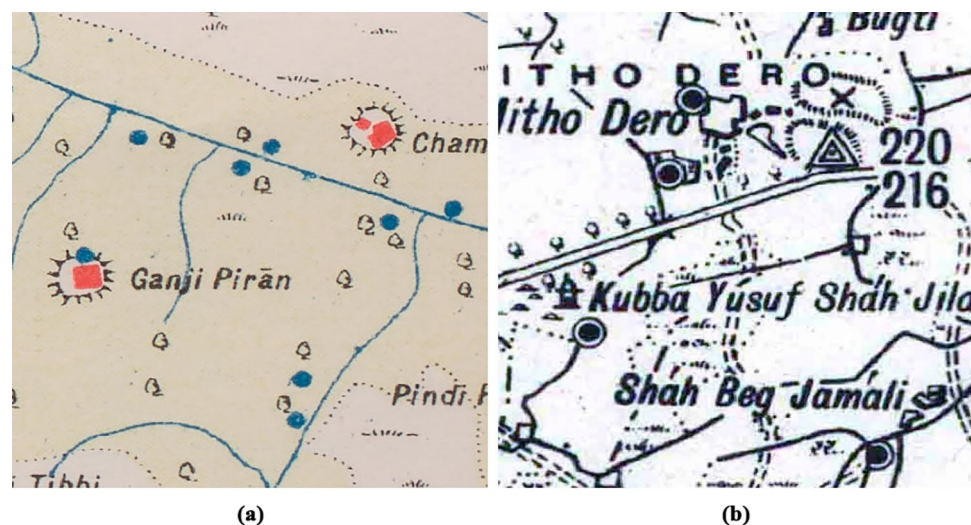 Cham
Ganji Pirān
Pindi
Tibbi
(a)
Bugti
ITHO DERO
Mitho Dero
220
216
Kubba Yusuf Shah Jila
Shah Beg Jamali
(b)